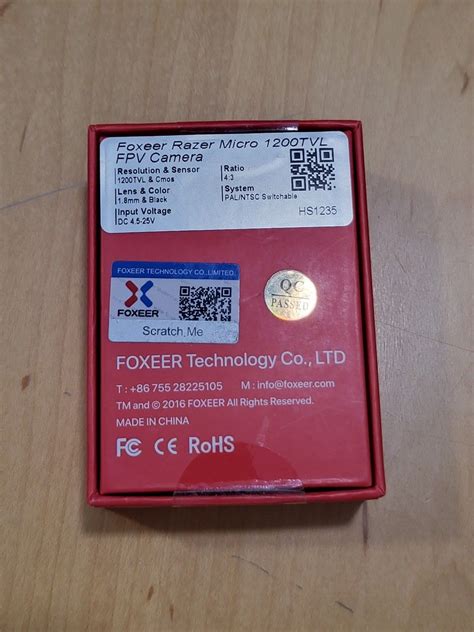 Foxeer Razer Micro 1200TVL
FPV Camera
Resolution & Sensor
1200TVL & Cmos
Ratio
4:3
Lens & Color
1.8mm & Black
System
PAL/NTSC Switchable
Input Voltage
DC 4.5-25V
HS1235
FOXEER TECHNOLOGY CO., LIMITED.
FOXEER
Scratch Me
QC
PASSED
FOXEER Technology Co., LTD
T : +86 755 28225105
M : info@foxeer.com
TM and © 2016 FOXEER All Rights Reserved.
MADE IN CHINA
FC CE RoHS